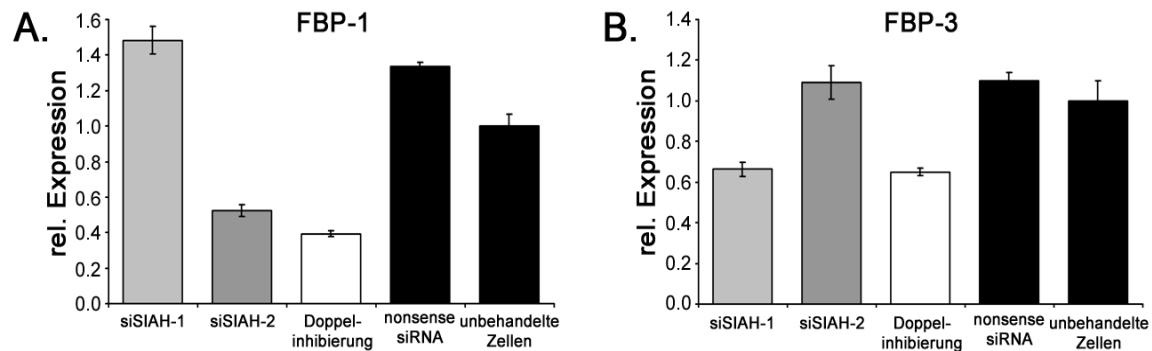 A.
FBP-1
rel. Expression
1.6
1.4
1.2
1.0
0.8
0.6
0.4
0.2
0.0
siSIAH-1
siSIAH-2
Doppel-
inhibierung
nonsense
siRNA
unbehandelte
Zellen
B.
FBP-3
rel. Expression
1.4
1.2
1.0
0.8
0.6
0.4
0.2
0.0
siSIAH-1
siSIAH-2
Doppel-
inhibierung
nonsense
siRNA
unbehandelte
Zellen